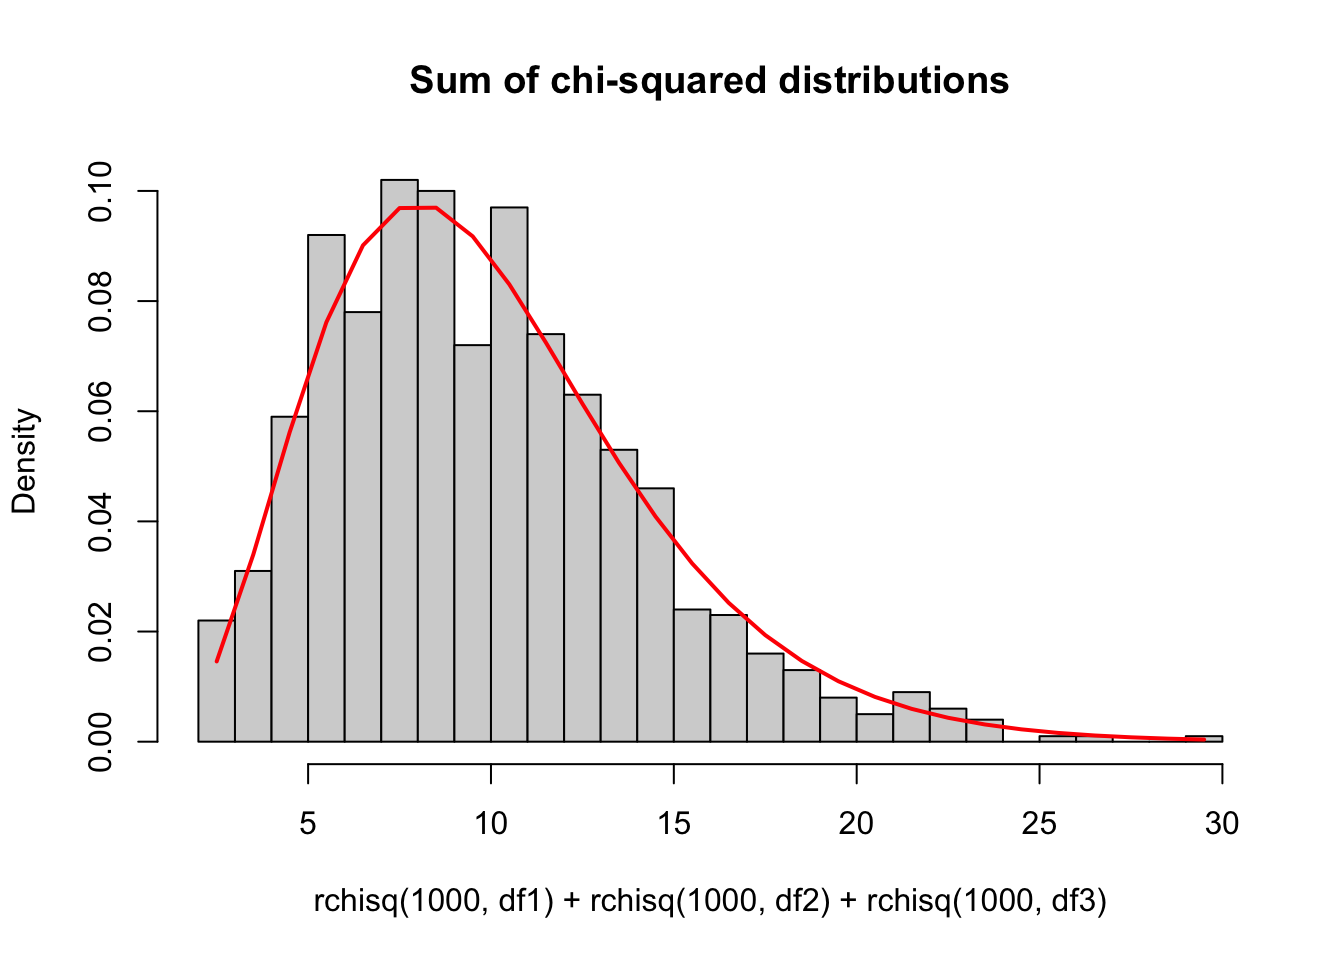 Sum of chi-squared distributions
Density
0.10
0.08
0.06
0.04
0.02
0.00
5 10 15 20 25 30
rchisq(1000, df1) + rchisq(1000, df2) + rchisq(1000, df3)